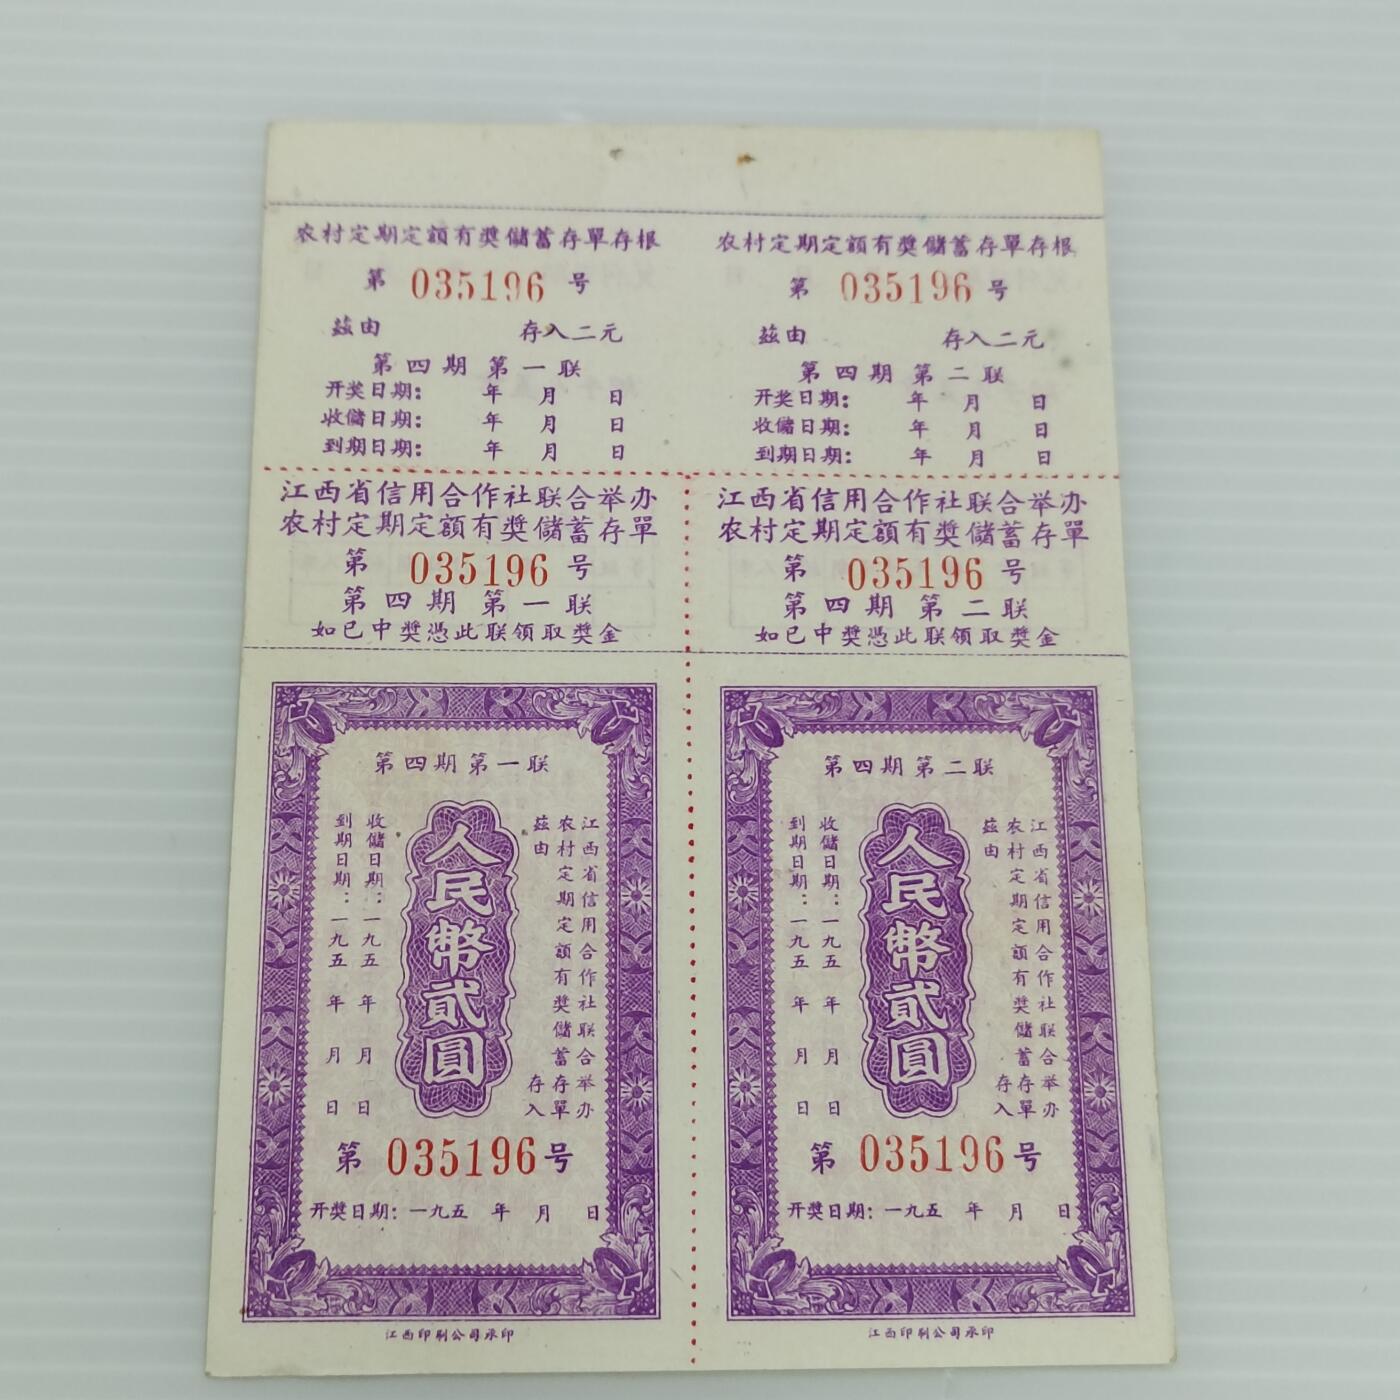 农村定期定額有奬儲蓄存單存根
第 035196 号
茲由 存入二元
第四期 第一联
开奖日期： 年 月 日
收儲日期： 年 月 日
到期日期： 年 月 日
江西省信用合作社联合举办
农村定期定額有奬儲蓄存單
第 035196 号
第四期 第一联
如已中奬憑此联領取奬金
第四期第一联
江西省信用合作社联合举办
农村定期定額有奬儲蓄存單
茲由 存入
人民幣貳圓
收儲日期：一九五 年 月 日
到期日期：一九五 年 月 日
第 035196 号
开奬日期：一九五 年 月 日
江西印刷公司承印
农村定期定額有奬儲蓄存單存根
第 035196 号
茲由 存入二元
第四期 第二联
开奖日期： 年 月 日
收儲日期： 年 月 日
到期日期： 年 月 日
江西省信用合作社联合举办
农村定期定額有奬儲蓄存單
第 035196 号
第四期 第二联
如已中奬憑此联領取奬金
第四期第二联
江西省信用合作社联合举办
农村定期定額有奬儲蓄存單
茲由 存入
人民幣貳圓
收儲日期：一九五 年 月 日
到期日期：一九五 年 月 日
第 035196 号
开奬日期：一九五 年 月 日
江西印刷公司承印